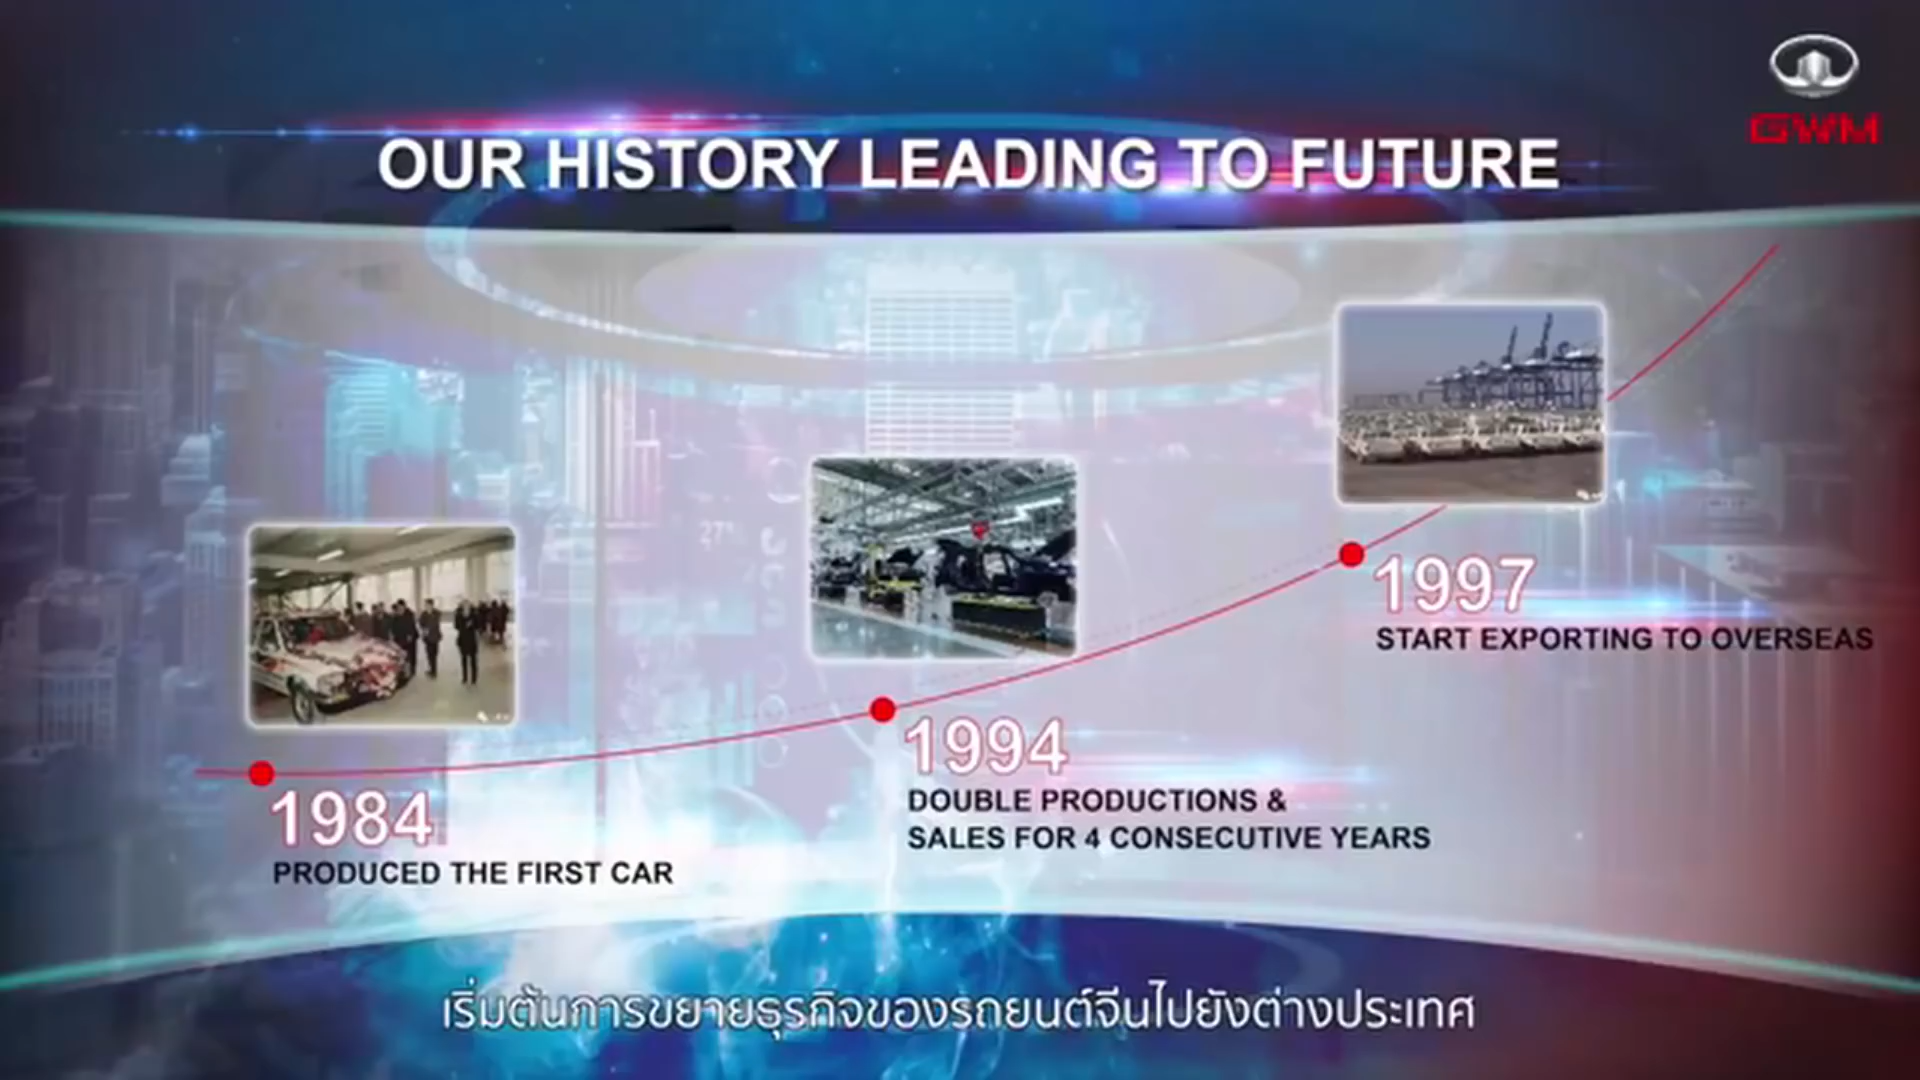 GWM
OUR HISTORY LEADING TO FUTURE
27%
1997
START EXPORTING TO OVERSEAS
1994
DOUBLE PRODUCTIONS &
SALES FOR 4 CONSECUTIVE YEARS
1984
PRODUCED THE FIRST CAR
เริ่มต้นการขยายธุรกิจของรถยนต์จีนไปยังต่างประเทศ